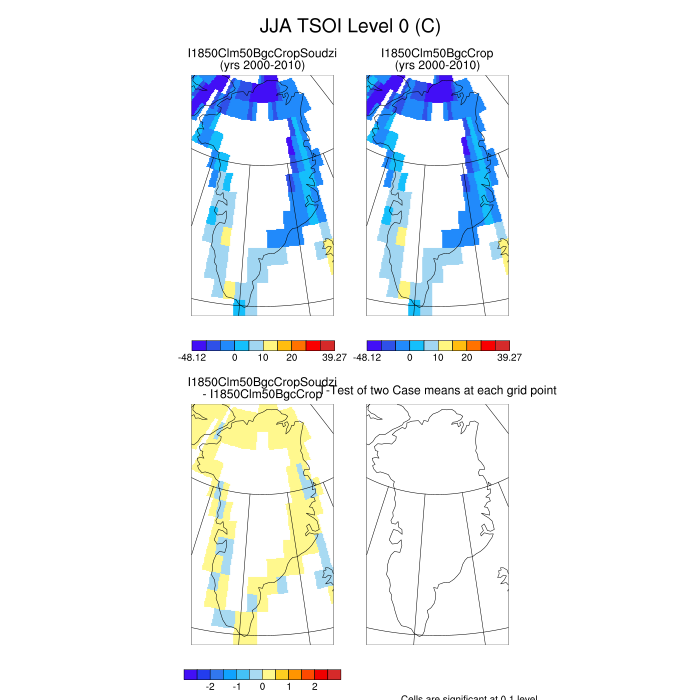 JJA TSOI Level 0 (C)
I1850Clm50BgcCropSoudzi
(yrs 2000-2010)
I1850Clm50BgcCrop
(yrs 2000-2010)
-48.12 0 10 20 39.27
-48.12 0 10 20 39.27
I1850Clm50BgcCropSoudzi
- I1850Clm50BgcCrop
T-Test of two Case means at each grid point
-2 -1 0 1 2
Cells are significant at 0.1 level